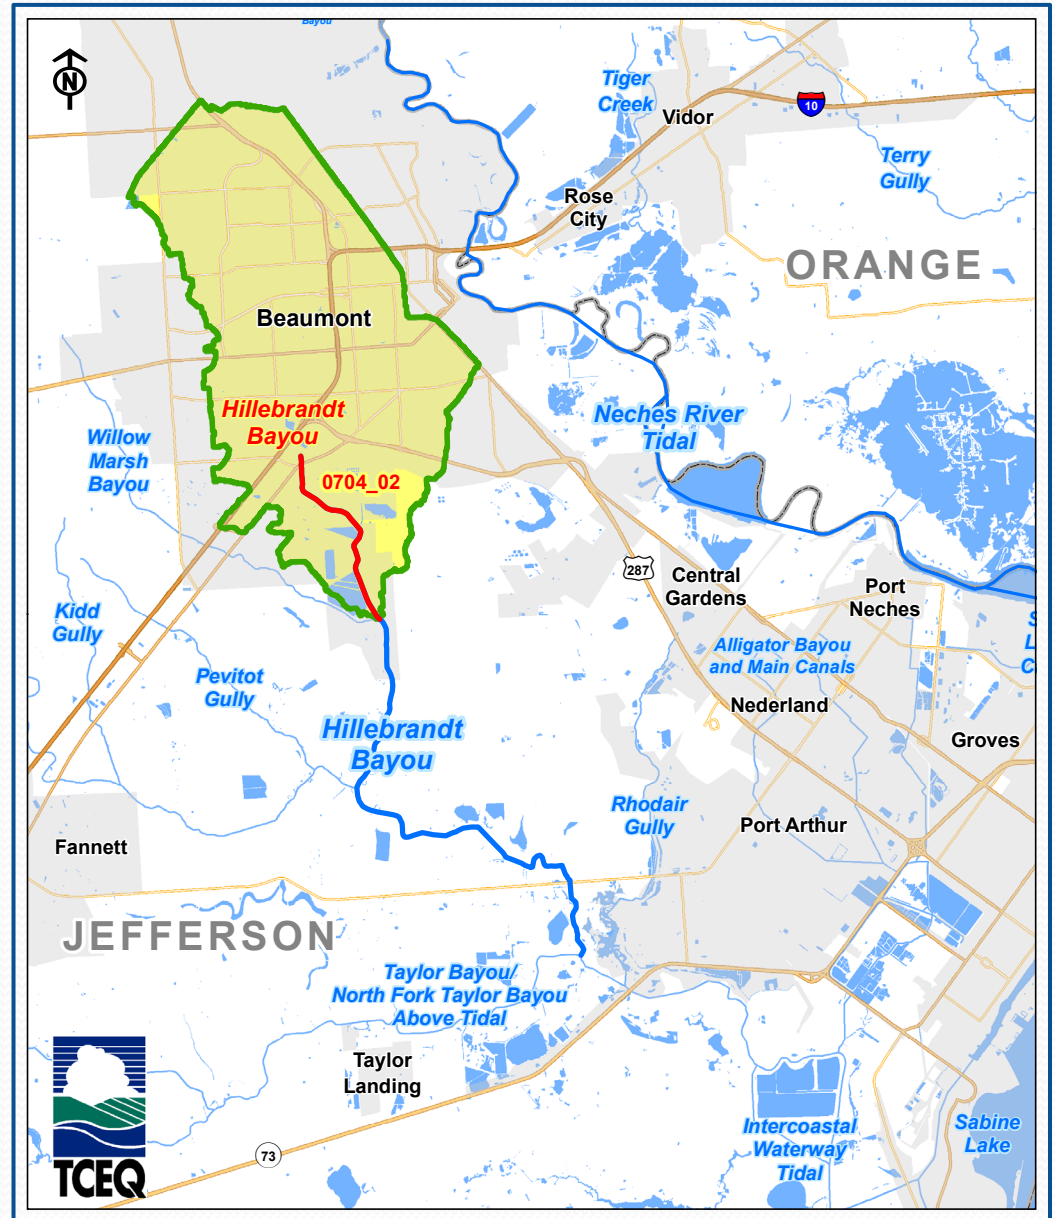 Bayou
N
Tiger
Creek
Vidor
10
Terry
Gully
Rose
City
ORANGE
Beaumont
Hillebrandt
Bayou
Neches River
Tidal
Willow
Marsh
Bayou
0704_02
287
Central
Gardens
Port
Neches
Kidd
Gully
Alligator Bayou
and Main Canals
Pevitot
Gully
Nederland
Hillebrandt
Bayou
Groves
Rhodair
Gully
Port Arthur
Fannett
JEFFERSON
Taylor Bayou/
North Fork Taylor Bayou
Above Tidal
Taylor
Landing
Intercoastal
Waterway
Tidal
Sabine
Lake
73
TCEQ